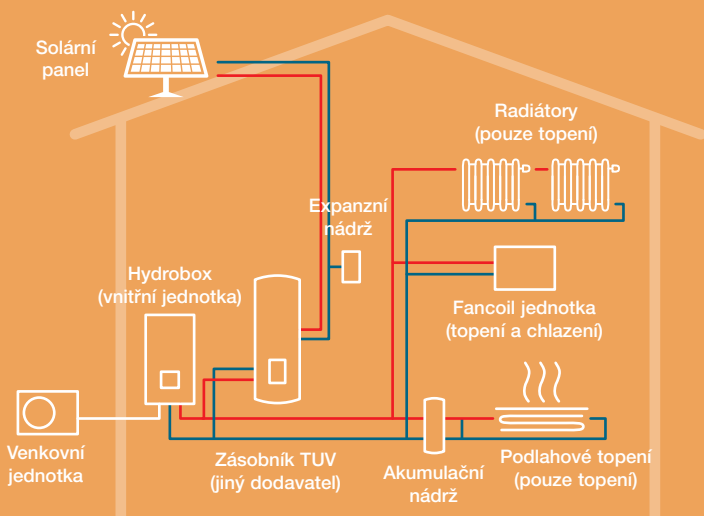 Solární
panel
Radiátory
(pouze topení)
Expanzní
nádrž
Hydrobox
(vnitřní jednotka)
Fancoil jednotka
(topení a chlazení)
Venkovní
jednotka
Zásobník TUV
(jiný dodavatel)
Akumulační
nádrž
Podlahové topení
(pouze topení)